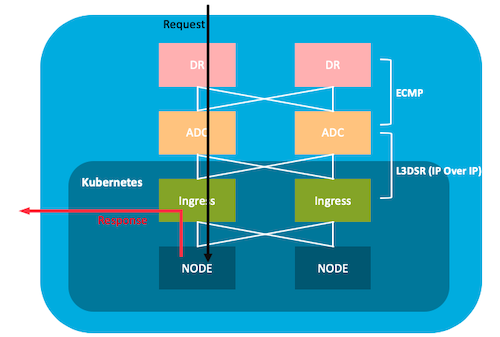 Request
DR
DR
ECMP
ADC
ADC
L3DSR (IP Over IP)
Kubernetes
Ingress
Ingress
Response
NODE
NODE